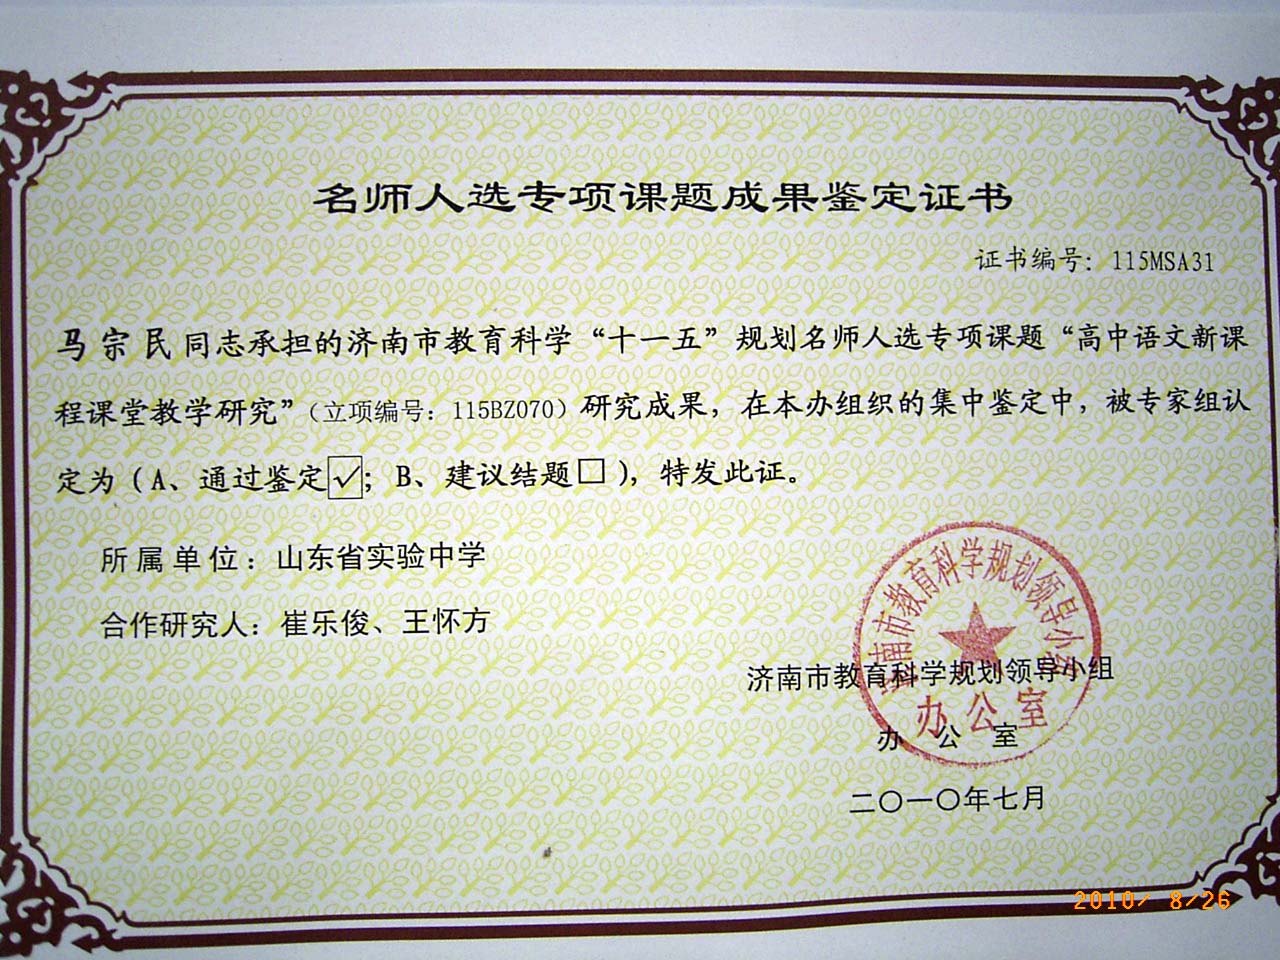 名师人选专项课题成果鉴定证书
证书编号：115MSA31
马宗民同志承担的济南市教育科学“十一五”规划名师人选专项课题“高中语文新课
程课堂教学研究”（立项编号：115BZ070）研究成果，在本办组织的集中鉴定中，被专家组认
定为（A、通过鉴定☑；B、建议结题□），特发此证。
所属单位：山东省实验中学
合作研究人：崔乐俊、王怀方
济南市教育科学规划领导小组
办公室
济南市教育科学规划领导小组
办公室
二〇一〇年七月
2010/ 8/26